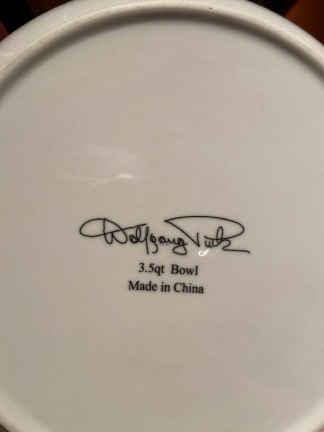 Wolfgang Puck
3.5qt Bowl
Made in China